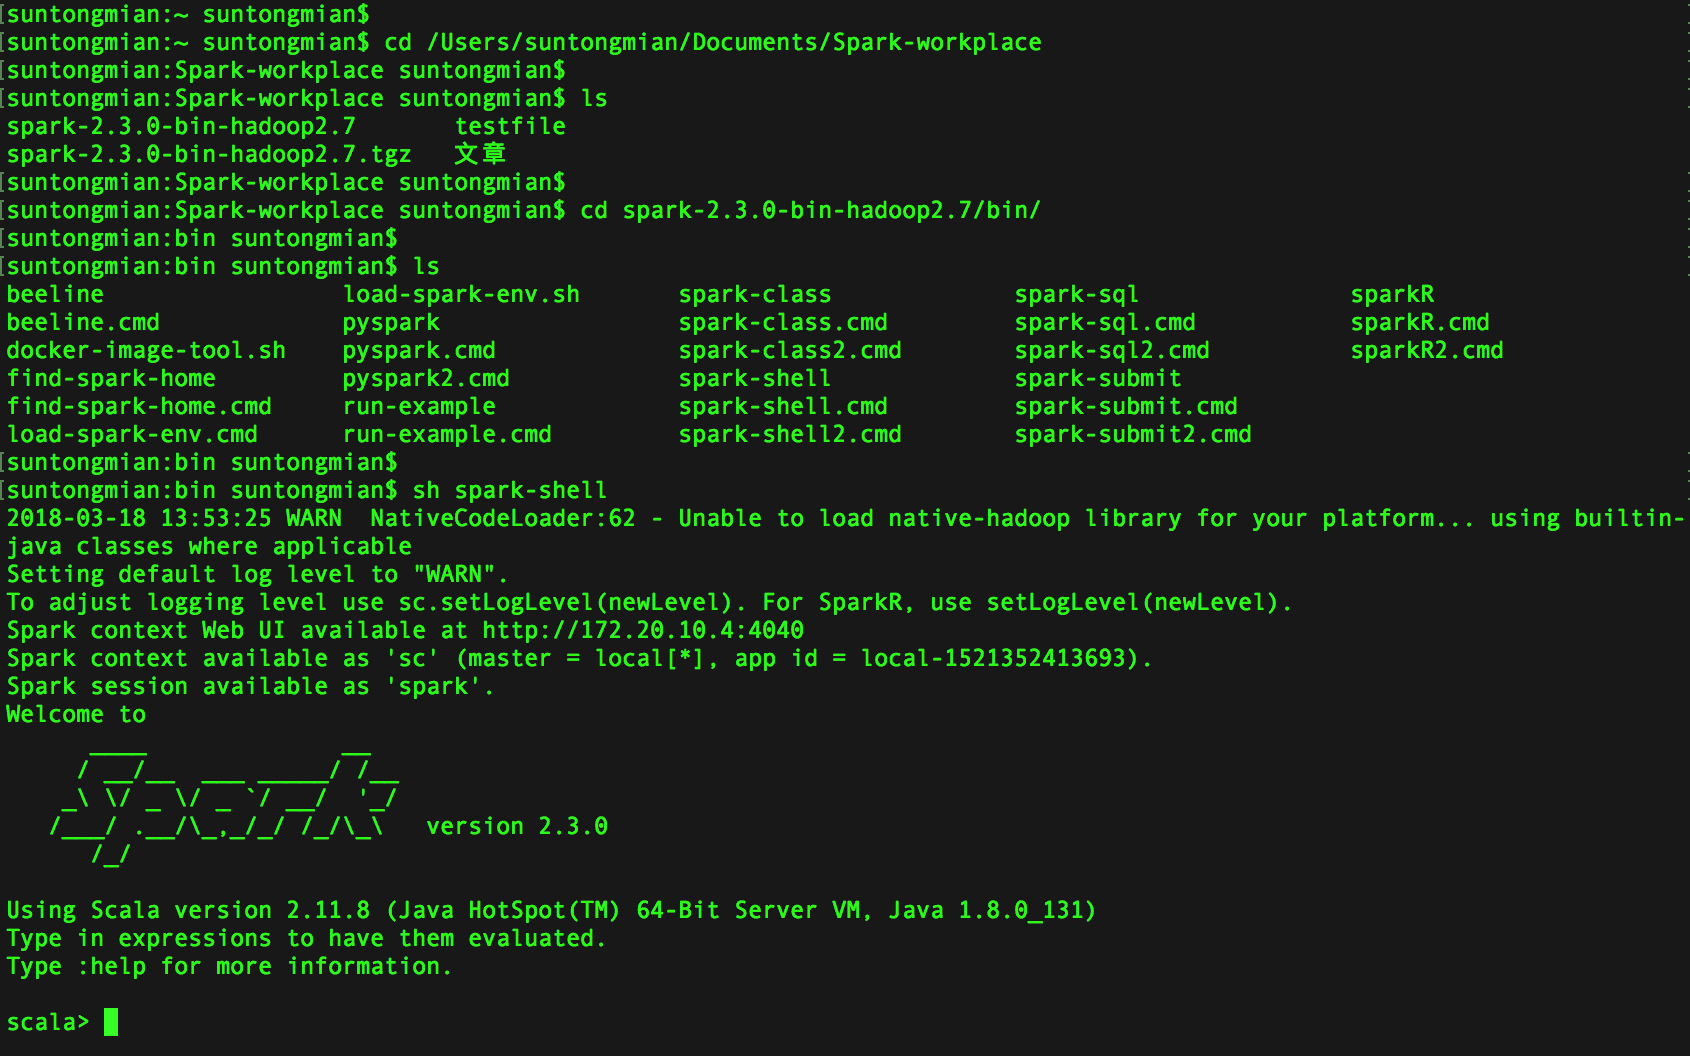 [suntongmian:~ suntongmian$
[suntongmian:~ suntongmian$ cd /Users/suntongmian/Documents/Spark-workplace
[suntongmian:Spark-workplace suntongmian$
[suntongmian:Spark-workplace suntongmian$ ls
spark-2.3.0-bin-hadoop2.7       testfile
spark-2.3.0-bin-hadoop2.7.tgz   文章
[suntongmian:Spark-workplace suntongmian$
[suntongmian:Spark-workplace suntongmian$ cd spark-2.3.0-bin-hadoop2.7/bin/
[suntongmian:bin suntongmian$
[suntongmian:bin suntongmian$ ls
beeline                 load-spark-env.sh       spark-class             spark-sql               sparkR
beeline.cmd             pyspark                 spark-class.cmd         spark-sql.cmd           sparkR.cmd
docker-image-tool.sh    pyspark.cmd             spark-class2.cmd        spark-sql2.cmd          sparkR2.cmd
find-spark-home         pyspark2.cmd            spark-shell             spark-submit
find-spark-home.cmd     run-example             spark-shell.cmd         spark-submit.cmd
load-spark-env.cmd      run-example.cmd         spark-shell2.cmd        spark-submit2.cmd
[suntongmian:bin suntongmian$
[suntongmian:bin suntongmian$ sh spark-shell
2018-03-18 13:53:25 WARN  NativeCodeLoader:62 - Unable to load native-hadoop library for your platform... using builtin-
java classes where applicable
Setting default log level to "WARN".
To adjust logging level use sc.setLogLevel(newLevel). For SparkR, use setLogLevel(newLevel).
Spark context Web UI available at http://172.20.10.4:4040
Spark context available as 'sc' (master = local[*], app id = local-1521352413693).
Spark session available as 'spark'.
Welcome to
      ____              __
     / __/__  ___ _____/ /__
    _\ \/ _ \/ _ `/ __/  '_/
   /___/ .__/\_,_/_/ /_/\_\   version 2.3.0
      /_/
Using Scala version 2.11.8 (Java HotSpot(TM) 64-Bit Server VM, Java 1.8.0_131)
Type in expressions to have them evaluated.
Type :help for more information.
scala>